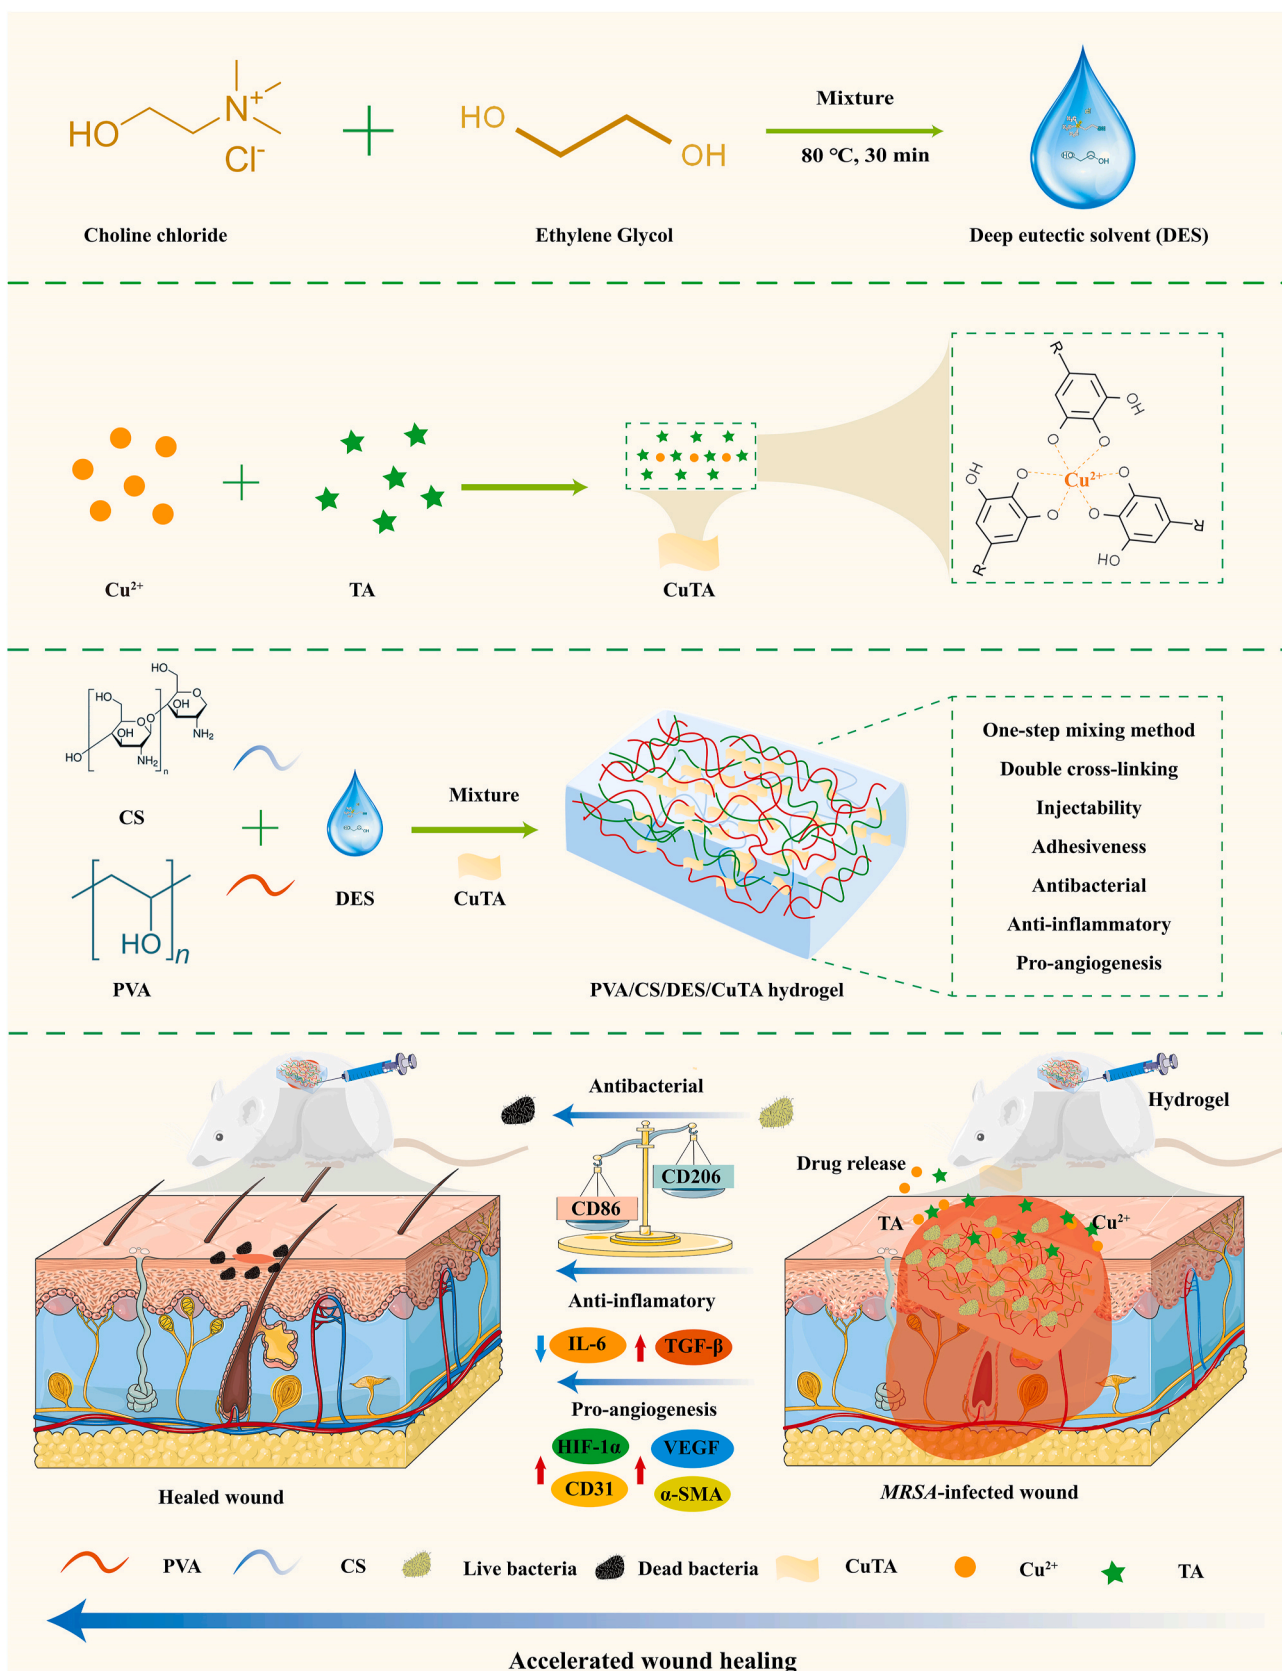 HO
N+
Cl-
HO
OH
Mixture
80 °C, 30 min
Choline chloride
Ethylene Glycol
Deep eutectic solvent (DES)
R
OH
O
O
OH
O
O
Cu²⁺
O
O
R
R
HO
Cu²⁺
TA
CuTA
HO
HO
O
O
OH
NH₂
O
OH
HO
NH₂
n
CS
HO
n
PVA
DES
Mixture
CuTA
PVA/CS/DES/CuTA hydrogel
One-step mixing method
Double cross-linking
Injectability
Adhesiveness
Antibacterial
Anti-inflammatory
Pro-angiogenesis
Antibacterial
Hydrogel
CD206
CD86
Drug release
TA
Cu²⁺
Anti-inflamatory
IL-6
TGF-β
Pro-angiogenesis
HIF-1α
VEGF
CD31
α-SMA
Healed wound
MRSA-infected wound
PVA
CS
Live bacteria
Dead bacteria
CuTA
Cu²⁺
TA
Accelerated wound healing